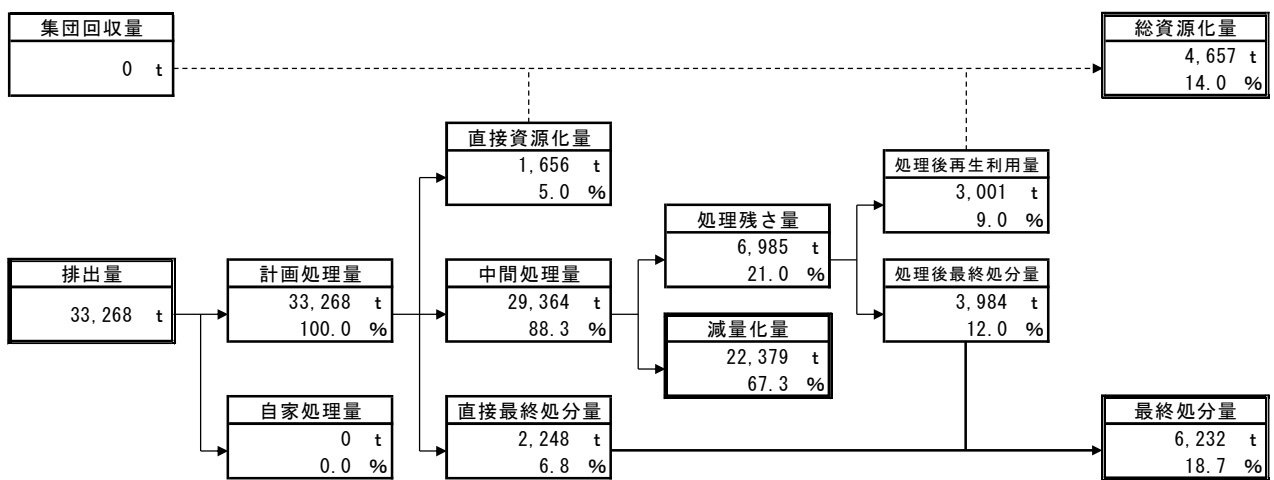 集団回収量
0 t
総資源化量
4,657 t
14.0 %
直接資源化量
1,656 t
5.0 %
処理後再生利用量
3,001 t
9.0 %
処理残さ量
6,985 t
21.0 %
排出量
33,268 t
計画処理量
33,268 t
100.0 %
中間処理量
29,364 t
88.3 %
処理後最終処分量
3,984 t
12.0 %
減量化量
22,379 t
67.3 %
自家処理量
0 t
0.0 %
直接最終処分量
2,248 t
6.8 %
最終処分量
6,232 t
18.7 %